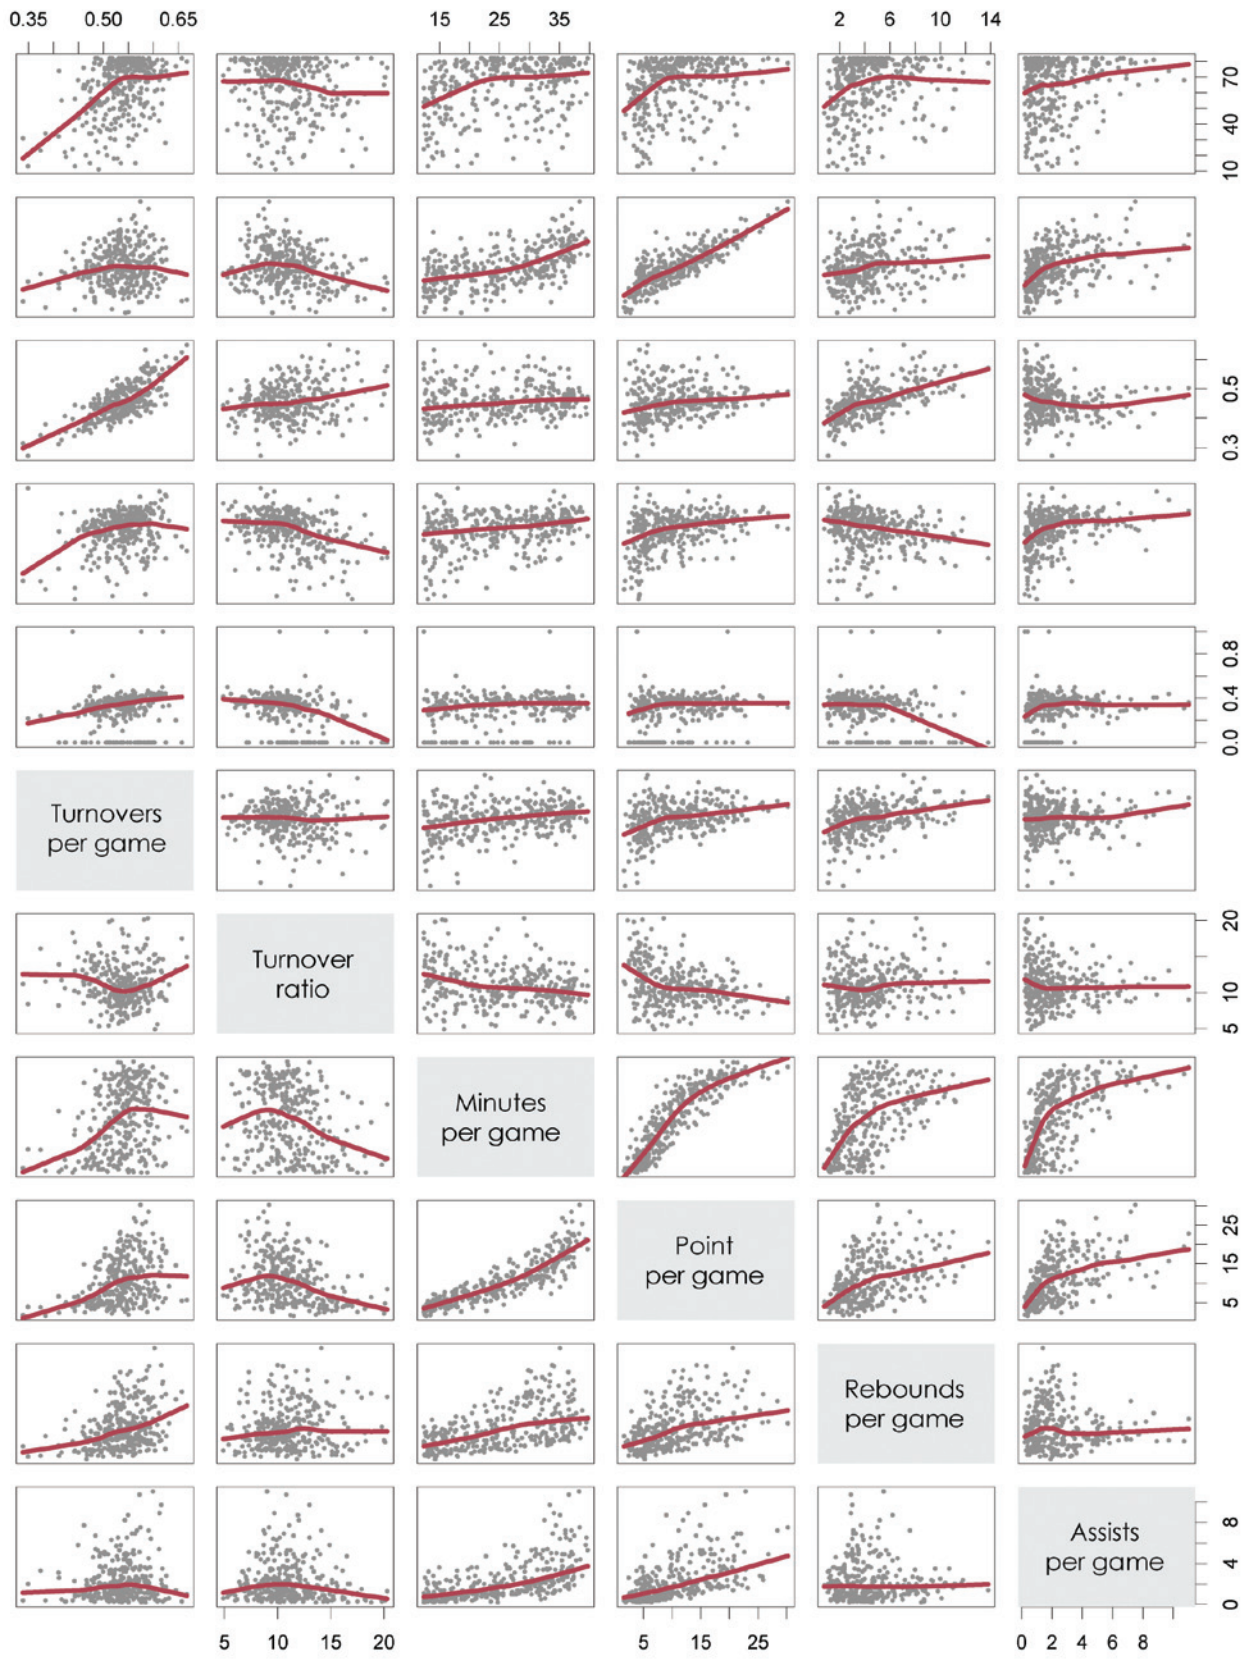 0.35 0.50 0.65 15 25 35 2 6 10 14
70
40
10
0.5
0.3
0.8
0.4
0.0
Turnovers
per game
20
10
5
Turnover
ratio
Minutes
per game
25
15
5
Point
per game
Rebounds
per game
8
4
0
Assists
per game
5 10 15 20 5 15 25 0 2 4 6 8